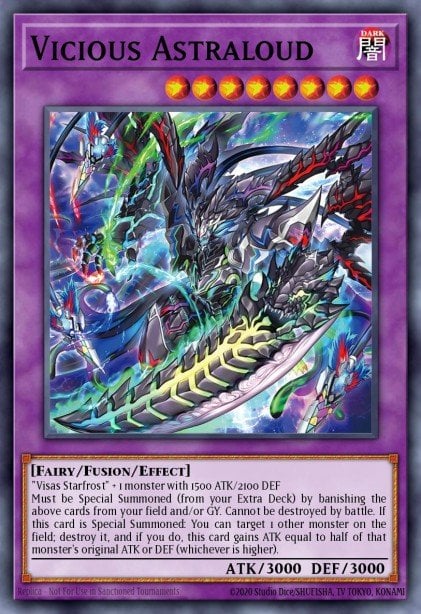 Vicious Astraloud
DARK
闇
[Fairy/Fusion/Effect]
"Visas Starfrost" + 1 monster with 1500 ATK/2100 DEF
Must be Special Summoned (from your Extra Deck) by banishing the
above cards from your field and/or GY. Cannot be destroyed by battle. If
this card is Special Summoned: You can target 1 other monster on the
field; destroy it, and if you do, this card gains ATK equal to half of that
monster's original ATK or DEF (whichever is higher).
ATK/3000 DEF/3000
Replica - Not For Use in Sanctioned Tournaments
©2020 Studio Dice/SHUEISHA, TV TOKYO, KONAMI